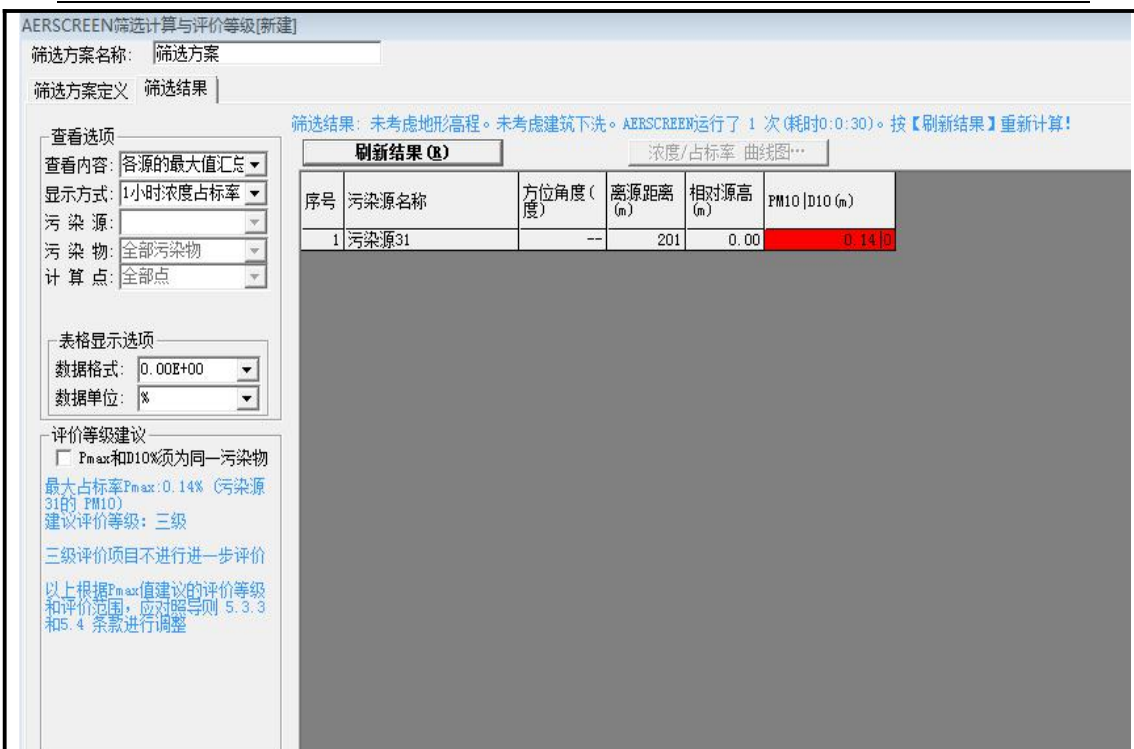 AERSCREEN筛选计算与评价等级[新建]
筛选方案名称: 筛选方案
筛选方案定义 筛选结果
查看选项
查看内容: 各源的最大值汇总
显示方式: 1小时浓度占标率
污 染 源:
污 染 物: 全部污染物
计 算 点: 全部点
表格显示选项
数据格式: 0.00E+00
数据单位: %
评价等级建议
Pmax和D10%须为同一污染物
最大占标率Pmax:0.14% (污染源
31的 PM10)
建议评价等级: 三级
三级评价项目不进行进一步评价
以上根据Pmax值建议的评价等级
和评价范围, 应对照导则 5.3.3
和5.4 条款进行调整
筛选结果: 未考虑地形高程。未考虑建筑下洗。AERSCREEN运行了 1 次(耗时0:0:30)。按【刷新结果】重新计算!
刷新结果(R) 浓度/占标率 曲线图…
序号 污染源名称 方位角度(度) 离源距离(m) 相对源高(m) PM10|D10(m)
1 污染源31 -- 201 0.00 0.14|0